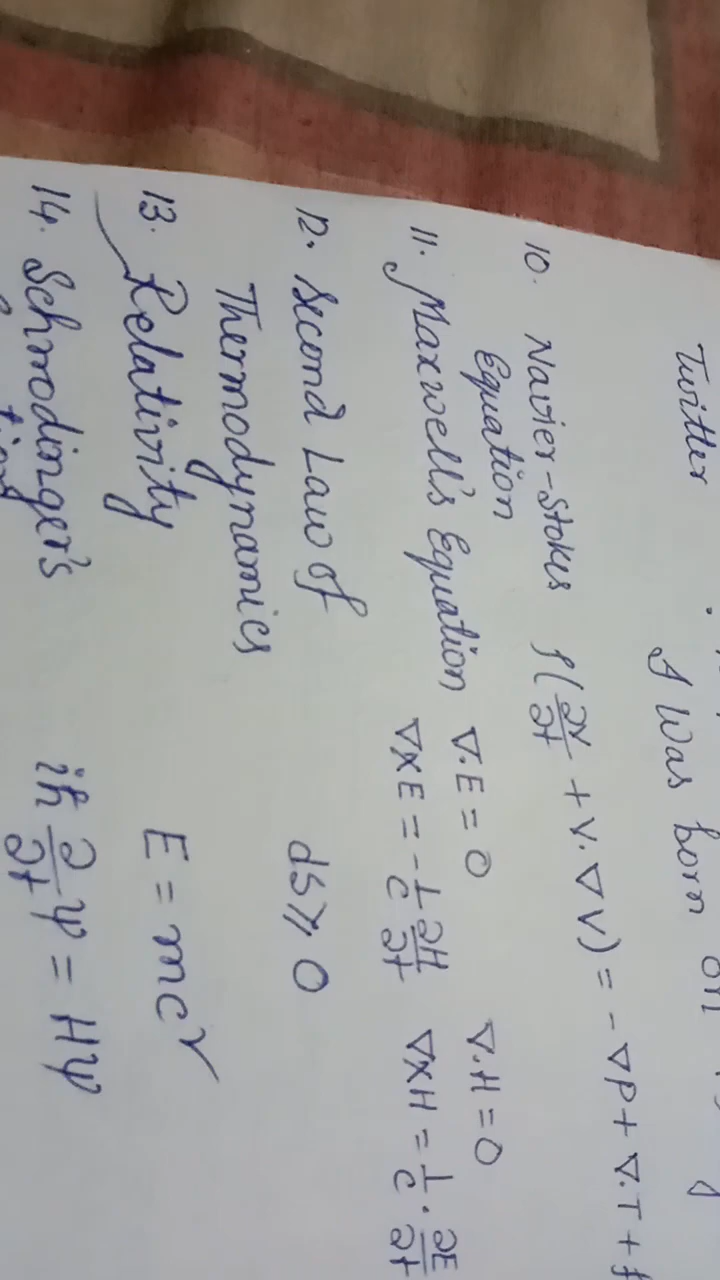 Twitter I was born on
10. Navier-Stokes ρ(∂v/∂t + v.∇v) = -∇P + ∇.T + f
Equation
11. Maxwell's Equation ∇.E = 0 ∇.H = 0
∇×E = -1/c ∂H/∂t ∇×H = 1/c . ∂E/∂t
12. Second Law of ds ≥ 0
Thermodynamics
13. Relativity E = mc²
14. Schrodinger's iħ ∂/∂t ψ = Hψ